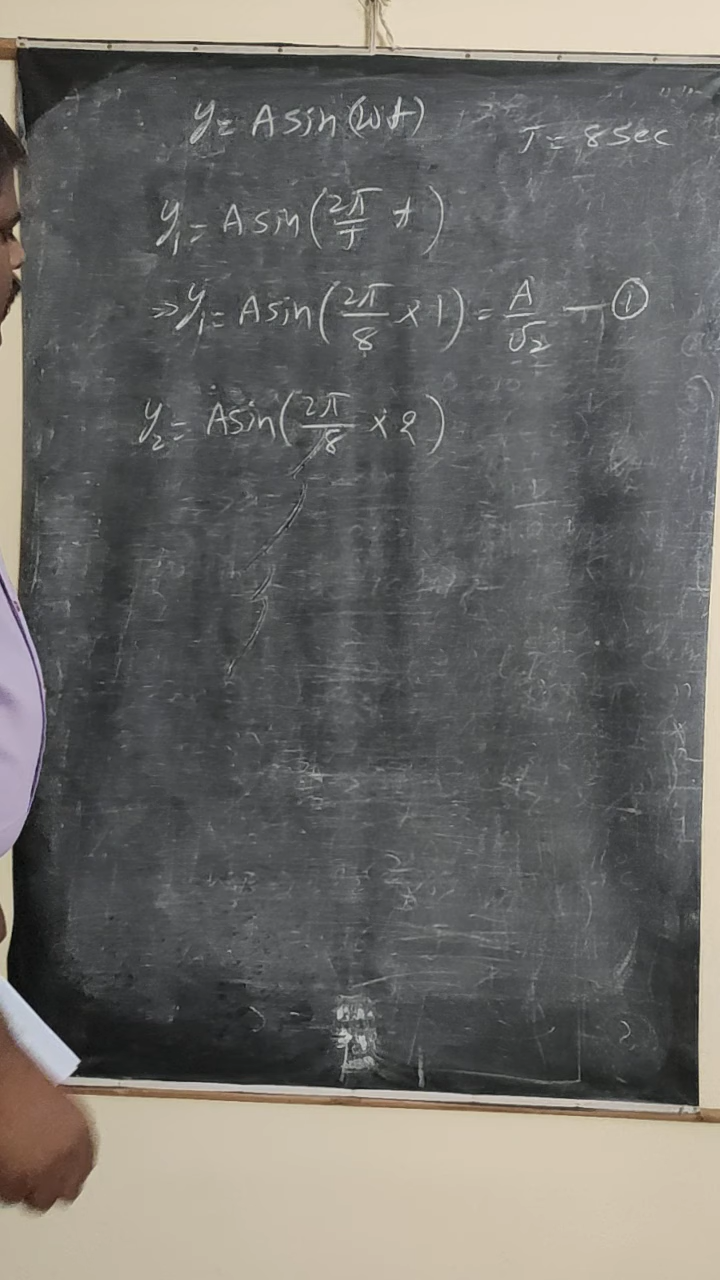 y = A sin (ωt)
T = 8 sec
y₁ = A sin (2π/T t)
⇒ y₁ = A sin (2π/8 × 1) = A/√2 — ①
y₂ = A sin (2π/8 × 2)